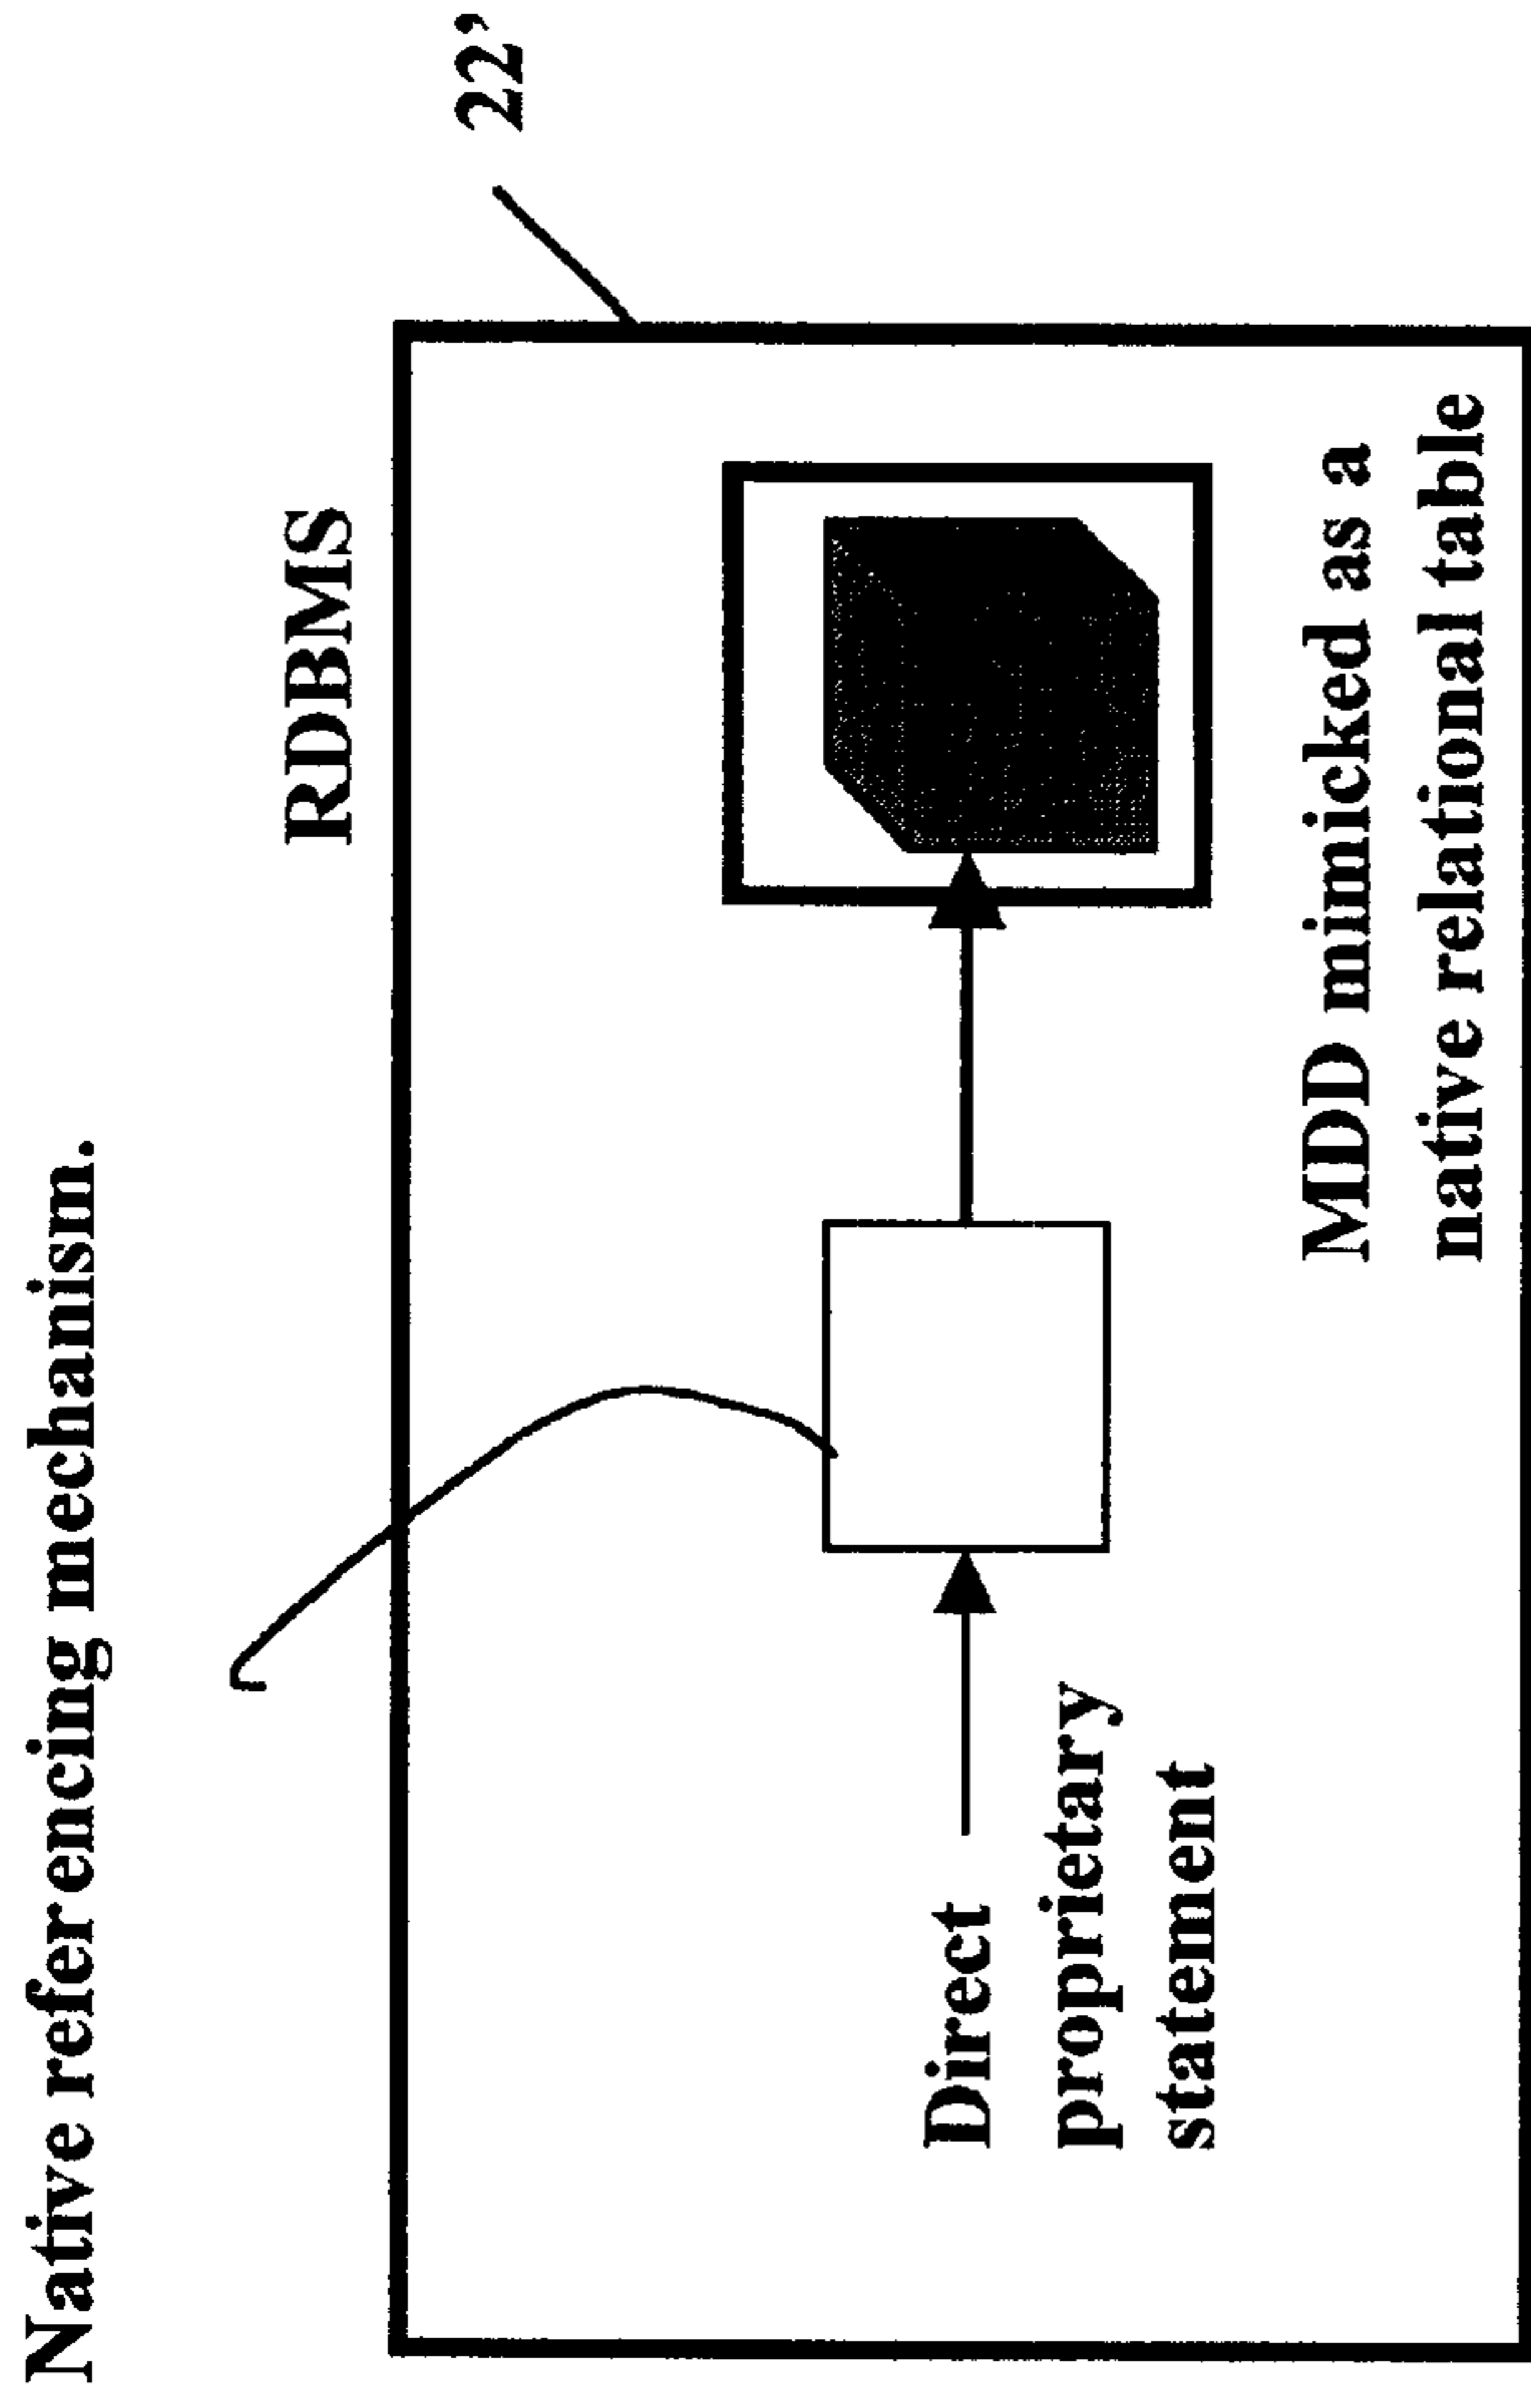 Native referencing mechanism.
RDBMS
22’
Direct
proprietary
statement
MDD mimicked as a
native relational table